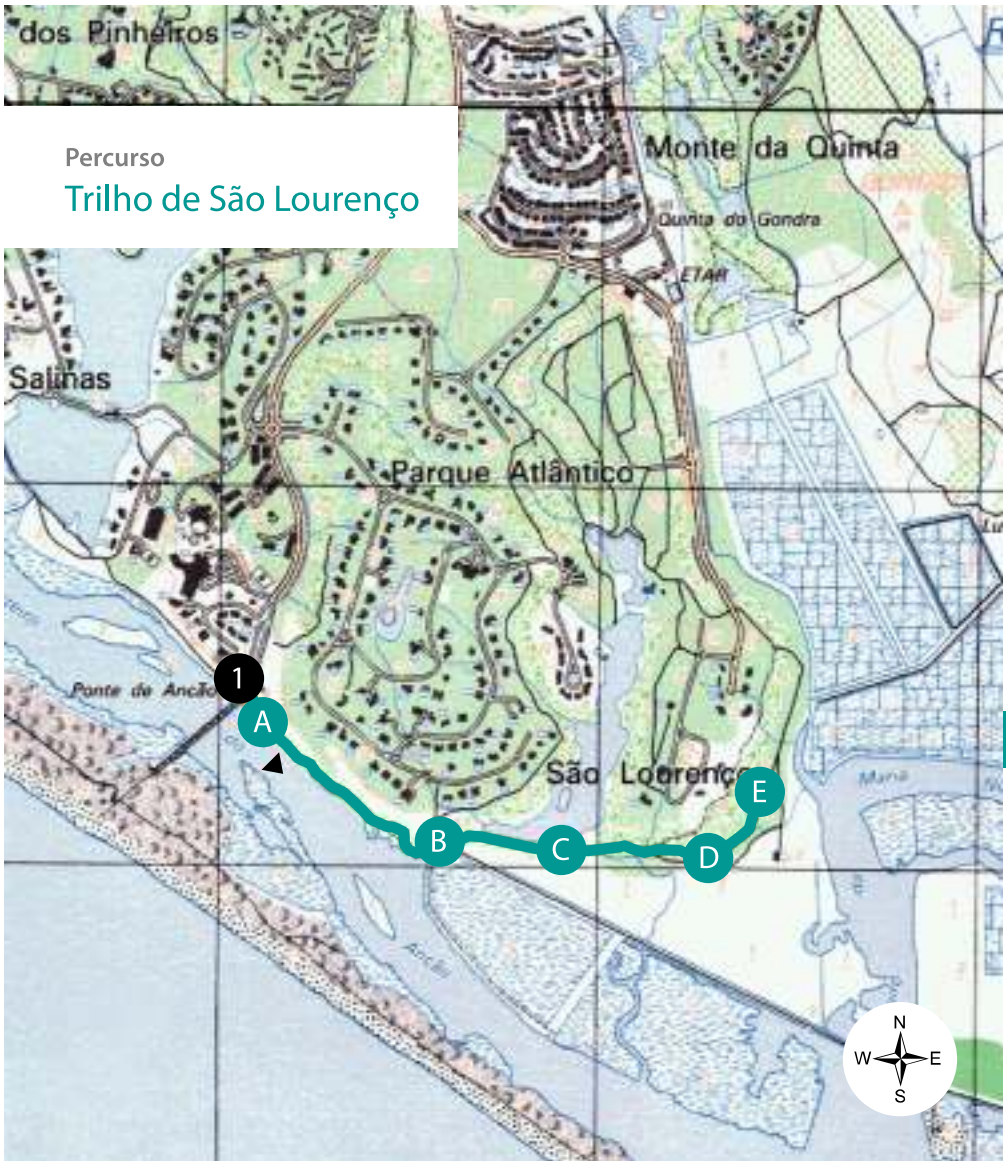 dos Pinheiros
Percurso
Trilho de São Lourenço
Monte da Quinta
Quinta do Gondra
ETAR
Salinas
Parque Atlântico
Ponte de Ancão
1
A
São Lourenço
E
B
C
D
Ancão
N
W
E
S